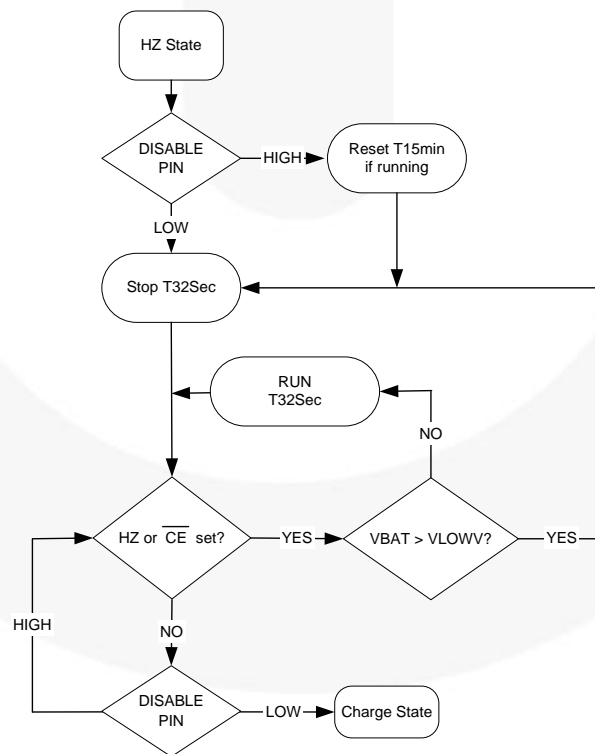 HZ State
DISABLE
PIN
HIGH
Reset T15min
if running
LOW
Stop T32Sec
RUN
T32Sec
NO
HZ or CE set?
YES
VBAT > VLOWV?
YES
HIGH
NO
DISABLE
PIN
LOW
Charge State